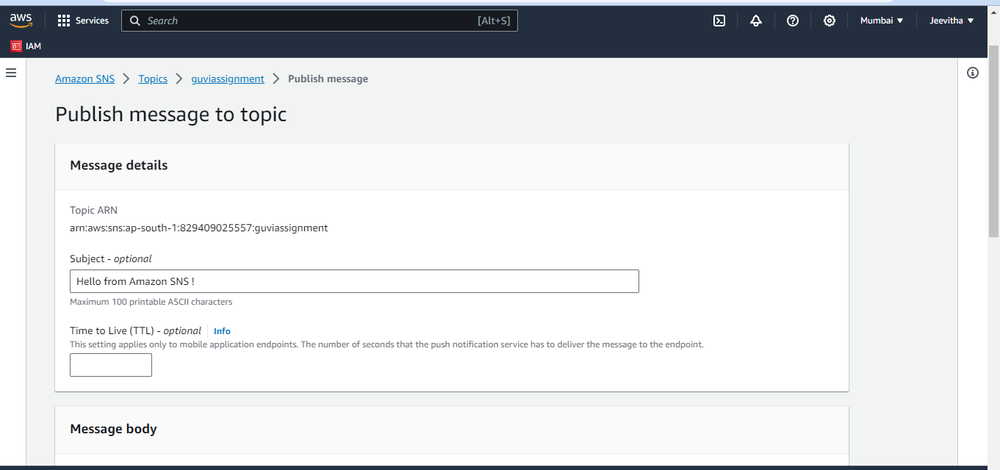 aws Services Search [Alt+S] Mumbai ▼ Jeevitha ▼
IAM
Amazon SNS > Topics > guviassignment > Publish message
Publish message to topic
Message details
Topic ARN
arn:aws:sns:ap-south-1:829409025557:guviassignment
Subject - optional
Hello from Amazon SNS !
Maximum 100 printable ASCII characters
Time to Live (TTL) - optional Info
This setting applies only to mobile application endpoints. The number of seconds that the push notification service has to deliver the message to the endpoint.
Message body